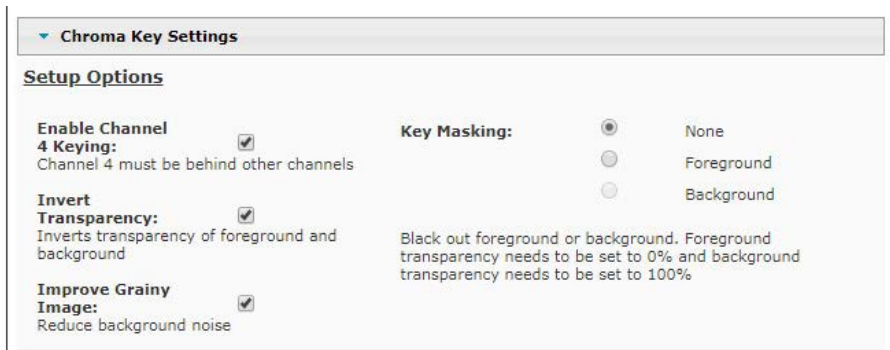 Chroma Key Settings
Setup Options
Enable Channel
4 Keying:
Channel 4 must be behind other channels
Invert
Transparency:
Inverts transparency of foreground and
background
Improve Grainy
Image:
Reduce background noise
Key Masking:
None
Foreground
Background
Black out foreground or background. Foreground
transparency needs to be set to 0% and background
transparency needs to be set to 100%